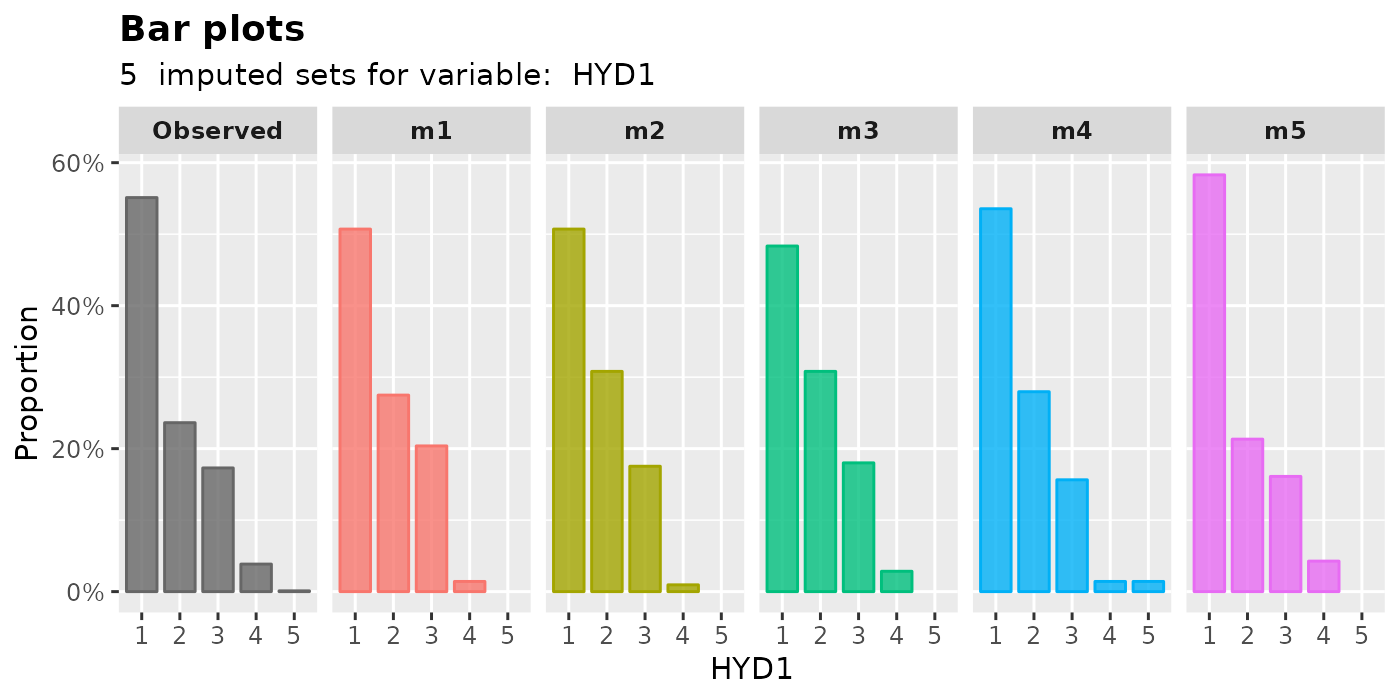 Bar plots
5  imputed sets for variable:  HYD1
Observed m1 m2 m3 m4 m5
60%
40%
20%
0%
Proportion
1 2 3 4 5 1 2 3 4 5 1 2 3 4 5 1 2 3 4 5 1 2 3 4 5 1 2 3 4 5
HYD1